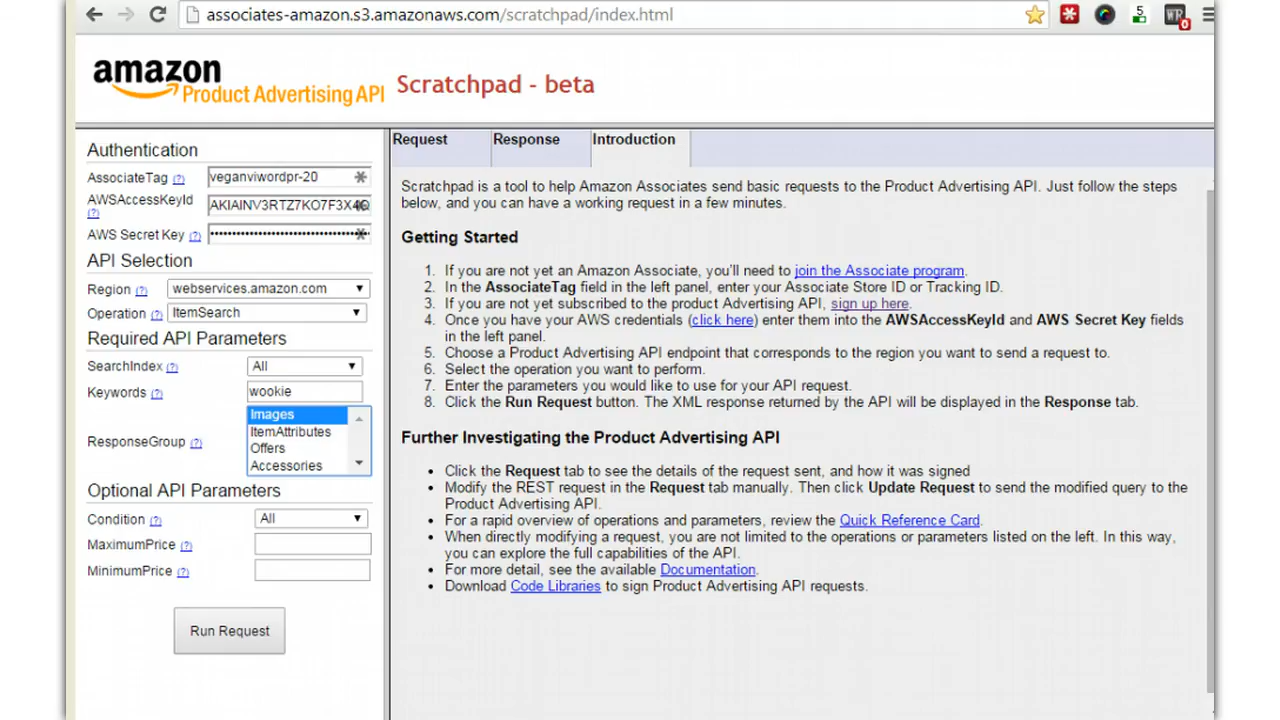 associates-amazon.s3.amazonaws.com/scratchpad/index.html
5
WR
0
amazon
Product Advertising API
Scratchpad - beta
Authentication
AssociateTag (?)
veganviwordpr-20
AWSAccessKeyId
(?)
AWS Secret Key (?)
API Selection
Region (?)
webservices.amazon.com
Operation (?)
ItemSearch
Required API Parameters
SearchIndex (?)
All
Keywords (?)
wookie
ResponseGroup (?)
Images
ItemAttributes
Offers
Accessories
Optional API Parameters
Condition (?)
All
MaximumPrice (?)
MinimumPrice (?)
Run Request
Request
Response
Introduction
Scratchpad is a tool to help Amazon Associates send basic requests to the Product Advertising API. Just follow the steps
below, and you can have a working request in a few minutes.
Getting Started
1. If you are not yet an Amazon Associate, you'll need to join the Associate program.
2. In the AssociateTag field in the left panel, enter your Associate Store ID or Tracking ID.
3. If you are not yet subscribed to the product Advertising API, sign up here.
4. Once you have your AWS credentials (click here) enter them into the AWSAccessKeyId and AWS Secret Key fields
in the left panel.
5. Choose a Product Advertising API endpoint that corresponds to the region you want to send a request to.
6. Select the operation you want to perform.
7. Enter the parameters you would like to use for your API request.
8. Click the Run Request button. The XML response returned by the API will be displayed in the Response tab.
Further Investigating the Product Advertising API
• Click the Request tab to see the details of the request sent, and how it was signed
• Modify the REST request in the Request tab manually. Then click Update Request to send the modified query to the
Product Advertising API.
• For a rapid overview of operations and parameters, review the Quick Reference Card.
• When directly modifying a request, you are not limited to the operations or parameters listed on the left. In this way,
you can explore the full capabilities of the API.
• For more detail, see the available Documentation.
• Download Code Libraries to sign Product Advertising API requests.